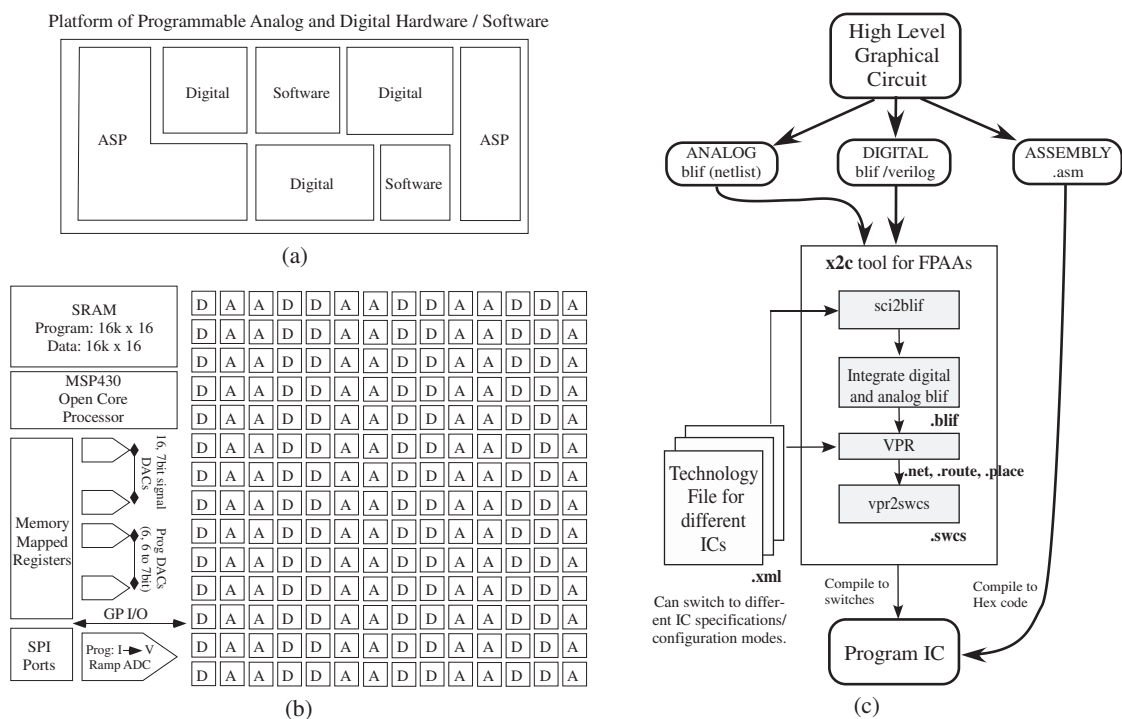 Platform of Programmable Analog and Digital Hardware / Software
ASP
Digital
Software
Digital
ASP
Digital
Software
(a)
SRAM
Program: 16k x 16
Data: 16k x 16
MSP430
Open Core
Processor
Memory
Mapped
Registers
16, 7bit signal
DACs
Prog DACs
(6, 6 to 7bit)
GP I/O
SPI
Ports
Prog: I V
Ramp ADC
D A A D D A A D D A A D D A
D A A D D A A D D A A D D A
D A A D D A A D D A A D D A
D A A D D A A D D A A D D A
D A A D D A A D D A A D D A
D A A D D A A D D A A D D A
D A A D D A A D D A A D D A
D A A D D A A D D A A D D A
D A A D D A A D D A A D D A
D A A D D A A D D A A D D A
D A A D D A A D D A A D D A
D A A D D A A D D A A D D A
D A A D D A A D D A A D D A
D A A D D A A D D A A D D A
(b)
High Level
Graphical
Circuit
ANALOG
blif (netlist)
DIGITAL
blif /verilog
ASSEMBLY
.asm
x2c tool for FPAAs
sci2blif
Integrate digital
and analog blif
.blif
VPR
.net, .route, .place
vpr2swcs
.swcs
Technology
File for
different
ICs
.xml
Can switch to differ-
ent IC specifications/
configuration modes.
Compile to
switches
Compile to
Hex code
Program IC
(c)